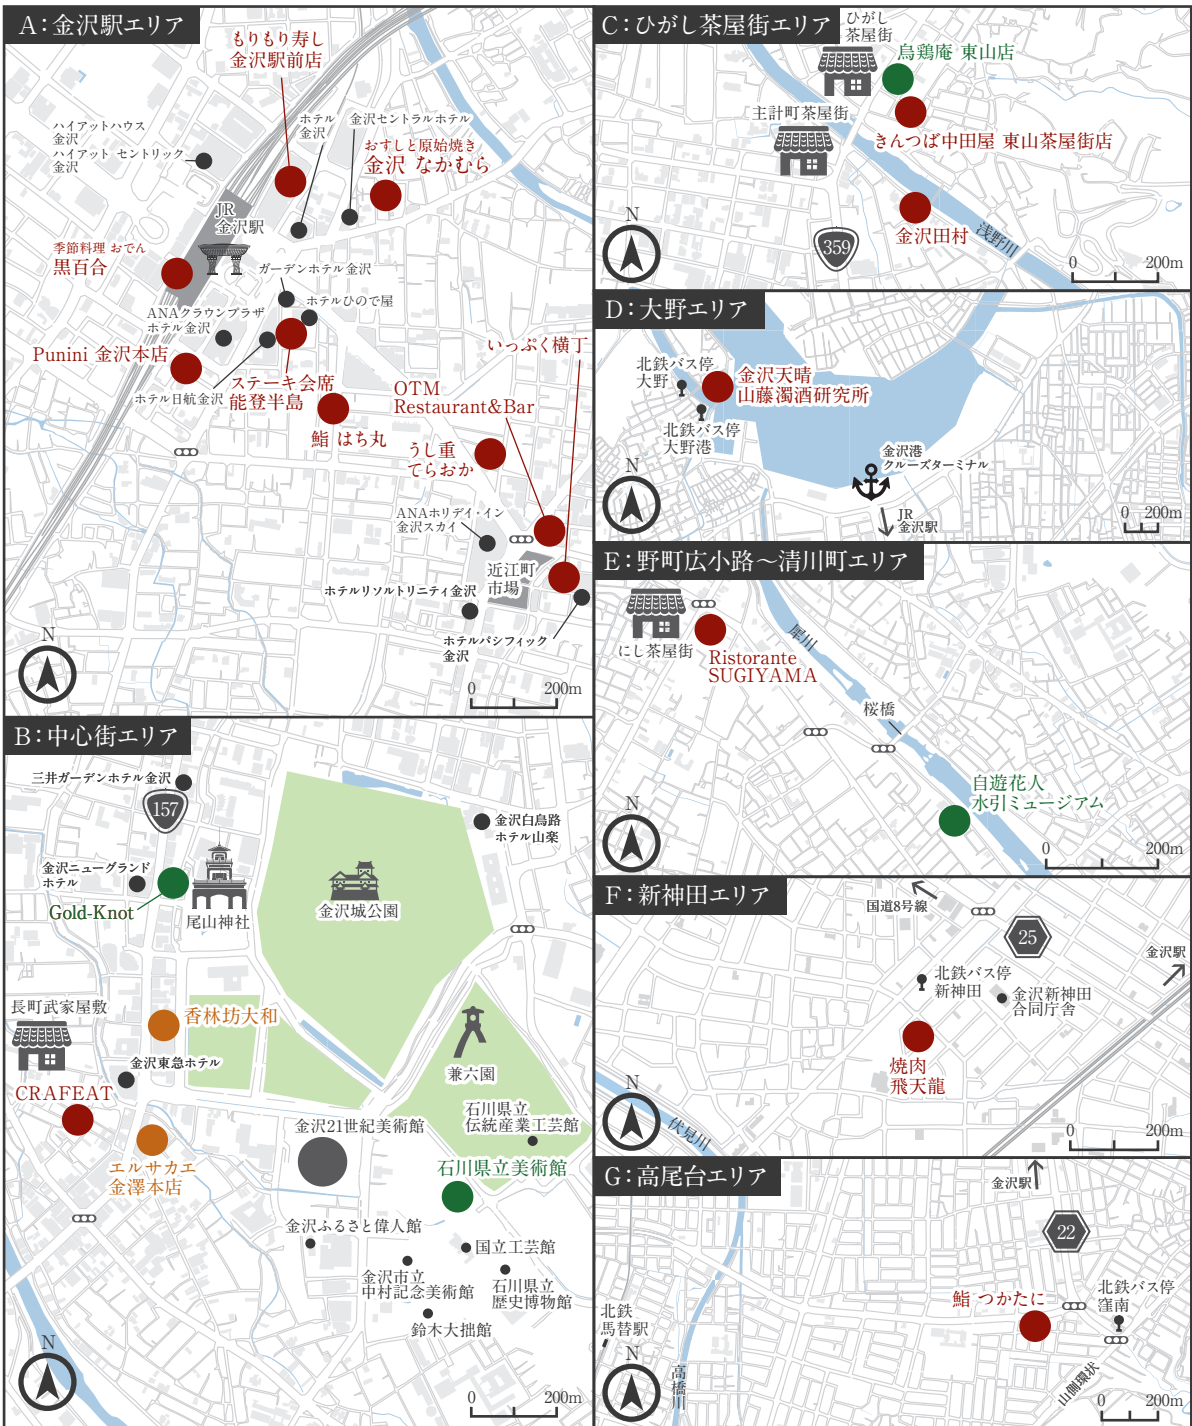 A：金沢駅エリア
もりもり寿し
金沢駅前店
ハイアットハウス
金沢
ハイアット セントリック
金沢
ホテル
金沢
金沢セントラルホテル
おすしと原始焼き
金沢 なかむら
JR
金沢駅
季節料理 おでん
黒百合
ガーデンホテル金沢
ホテルひので屋
ANAクラウンプラザ
ホテル金沢
Punini 金沢本店
ホテル日航金沢
ステーキ会席
能登半島
鮨 はち丸
いっぷく横丁
OTM
Restaurant&Bar
うし重
てらおか
ANAホリデイ・イン
金沢スカイ
近江町
市場
ホテルリソルトリニティ金沢
ホテルパシフィック
金沢
N
0 200m
B：中心街エリア
三井ガーデンホテル金沢
157
金沢ニューグランド
ホテル
Gold-Knot
尾山神社
金沢城公園
金沢白鳥路
ホテル山楽
長町武家屋敷
香林坊大和
金沢東急ホテル
CRAFEAT
エルサカエ
金澤本店
兼六園
石川県立
伝統産業工芸館
金沢21世紀美術館
石川県立美術館
金沢ふるさと偉人館
国立工芸館
金沢市立
中村記念美術館
石川県立
歴史博物館
鈴木大拙館
N
0 200m
C：ひがし茶屋街エリア
ひがし
茶屋街
烏鶏庵 東山店
主計町茶屋街
きんつば中田屋 東山茶屋街店
金沢田村
浅野川
359
N
0 200m
D：大野エリア
北鉄バス停
大野
金沢天晴
山藤濁酒研究所
北鉄バス停
大野港
金沢港
クルーズターミナル
JR
金沢駅
N
0 200m
E：野町広小路〜清川町エリア
にし茶屋街
Ristorante
SUGIYAMA
犀川
桜橋
自遊花人
水引ミュージアム
N
0 200m
F：新神田エリア
国道8号線
25
金沢駅
北鉄バス停
新神田
金沢新神田
合同庁舎
焼肉
飛天龍
伏見川
N
0 200m
G：高尾台エリア
金沢駅
22
鮨 つかたに
北鉄バス停
窪南
北鉄
馬替駅
高橋川
山側環状
N
0 200m